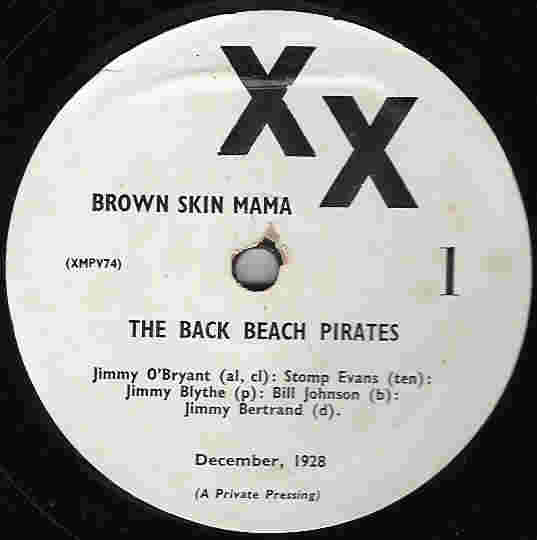 X
X
BROWN SKIN MAMA
(XMPV74)
1
THE BACK BEACH PIRATES
Jimmy O'Bryant (al, cl): Stomp Evans (ten):
Jimmy Blythe (p): Bill Johnson (b):
Jimmy Bertrand (d).
December, 1928
(A Private Pressing)